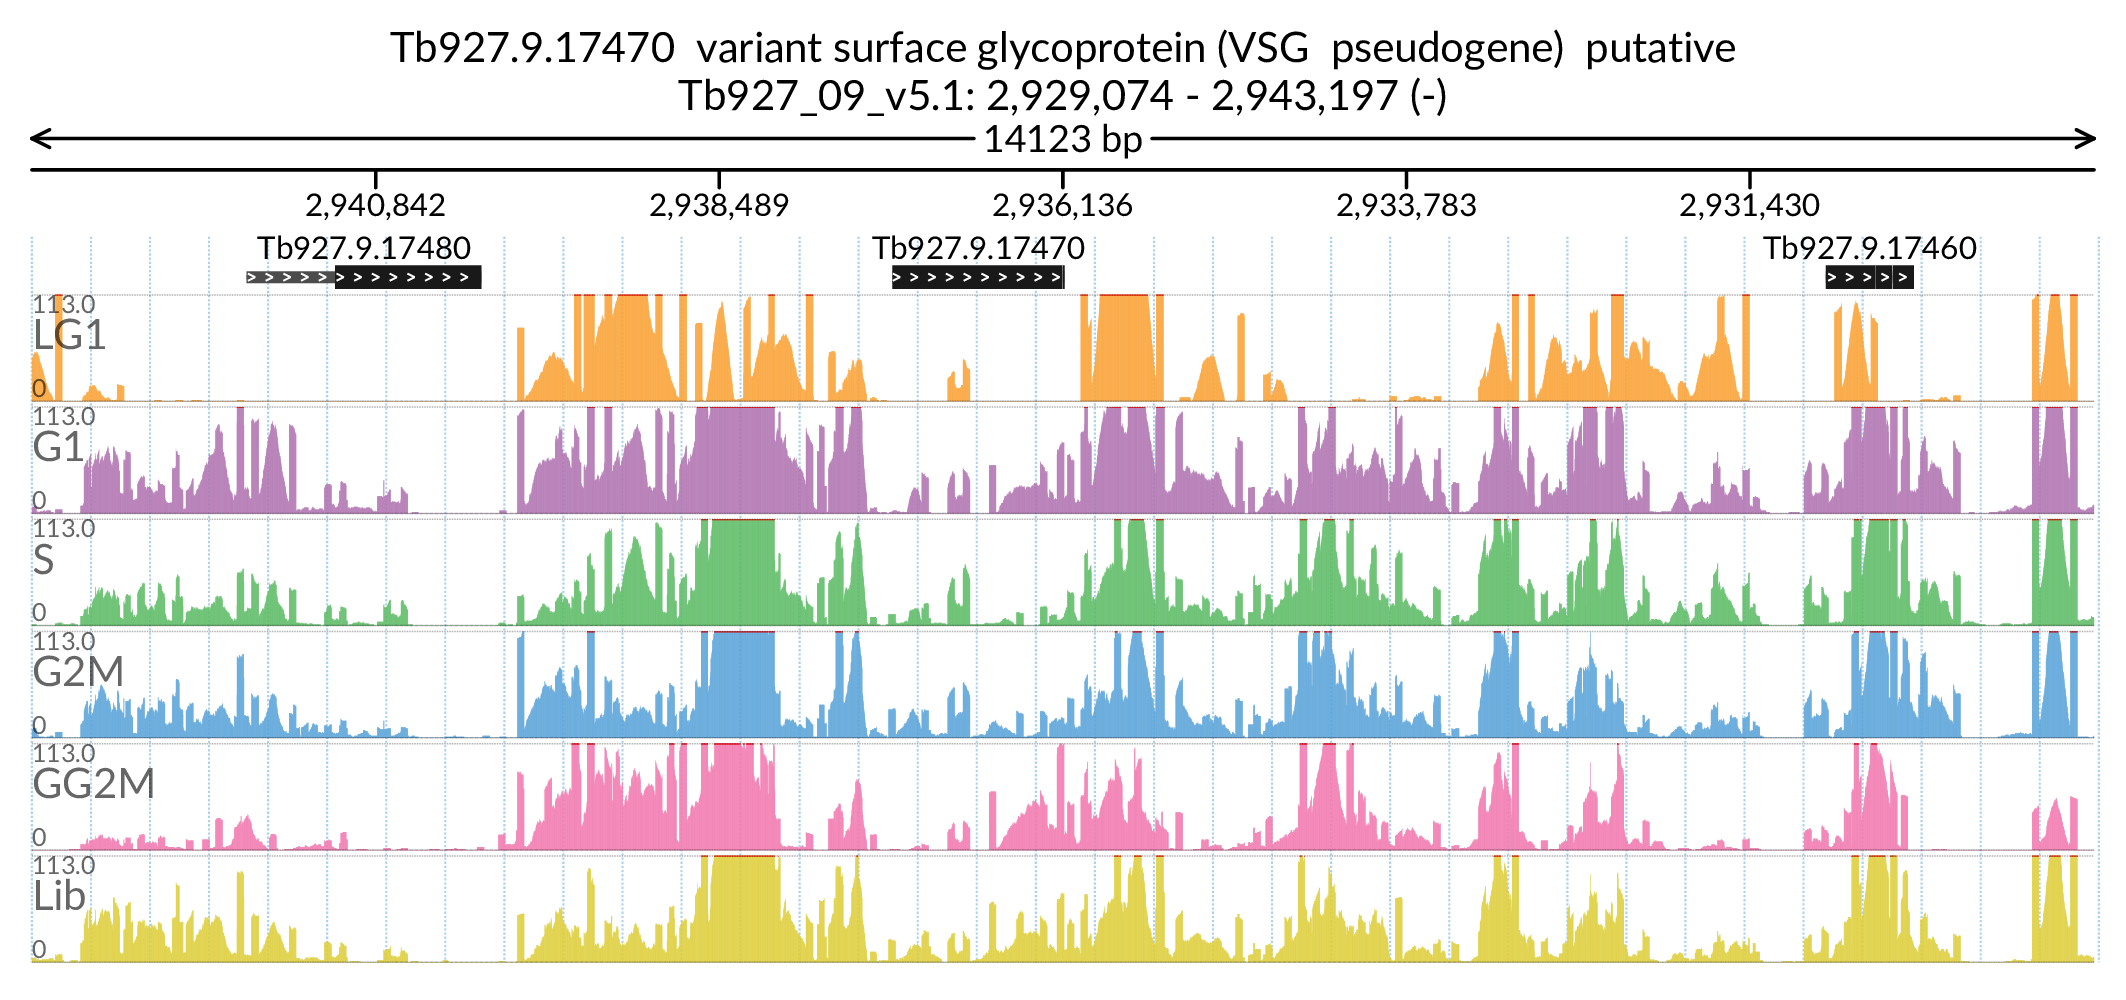 Tb927.9.17470  variant surface glycoprotein (VSG  pseudogene)  putative
Tb927_09_v5.1: 2,929,074 - 2,943,197 (-)
14123 bp
2,940,842 2,938,489 2,936,136 2,933,783 2,931,430
Tb927.9.17480 Tb927.9.17470 Tb927.9.17460
113.0
LG1
0
113.0
G1
0
113.0
S
0
113.0
G2M
0
113.0
GG2M
0
113.0
Lib
0